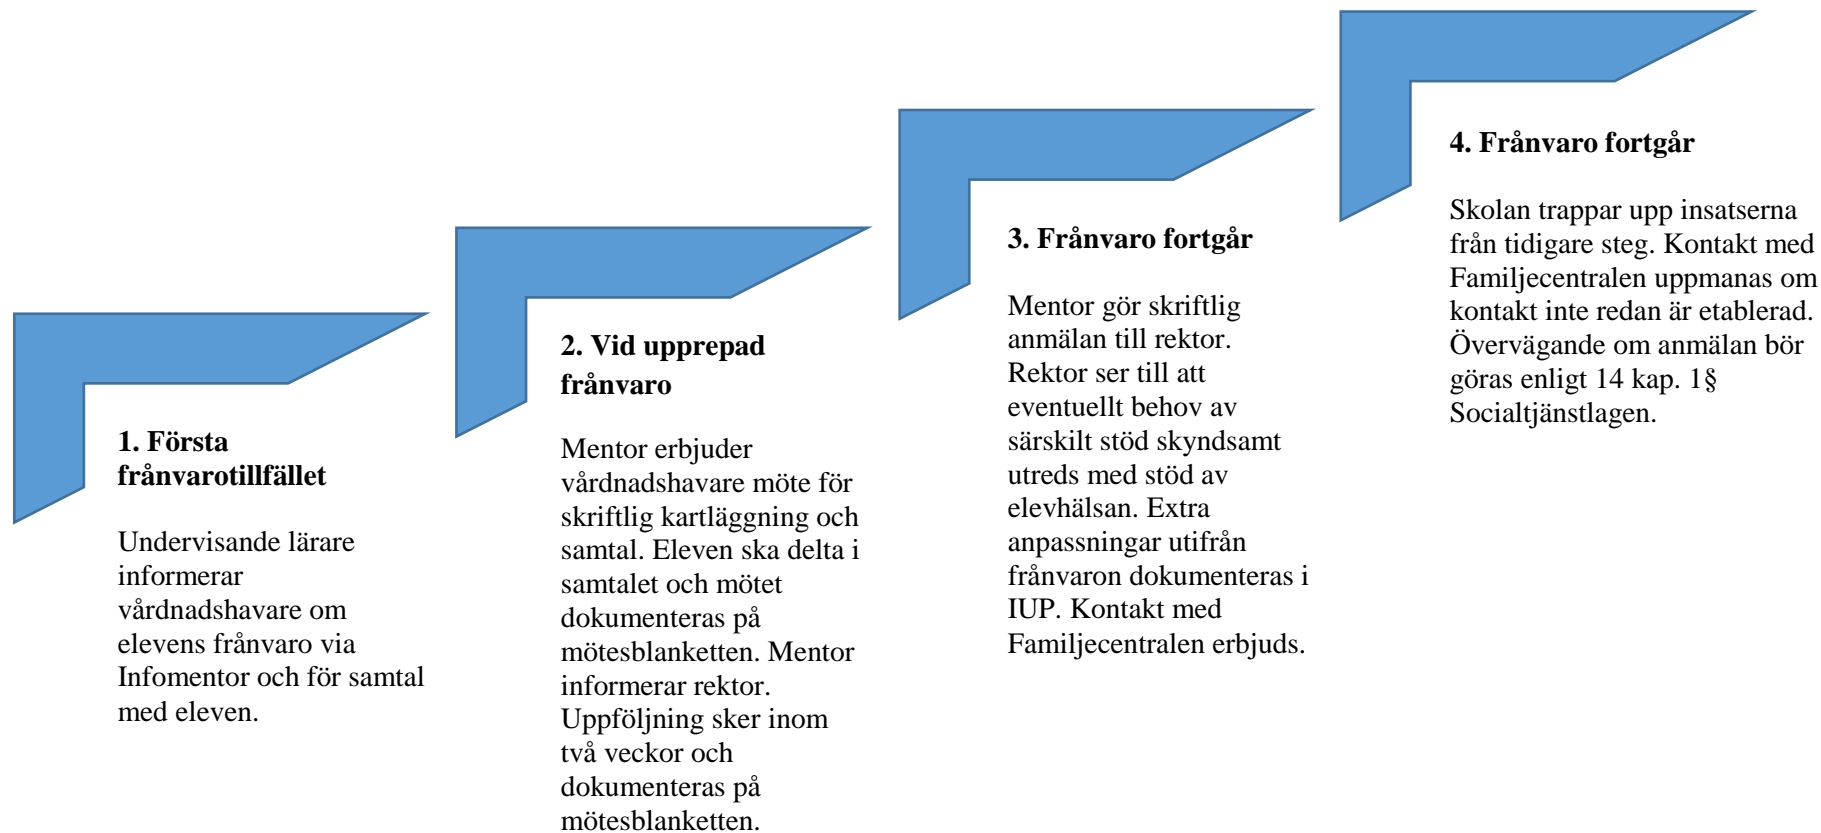 1. Första
frånvarotillfället
Undervisande lärare
informerar
vårdnadshavare om
elevens frånvaro via
Infomentor och för samtal
med eleven.
2. Vid upprepad
frånvaro
Mentor erbjuder
vårdnadshavare möte för
skriftlig kartläggning och
samtal. Eleven ska delta i
samtalet och mötet
dokumenteras på
mötesblanketten. Mentor
informerar rektor.
Uppföljning sker inom
två veckor och
dokumenteras på
mötesblanketten.
3. Frånvaro fortgår
Mentor gör skriftlig
anmälan till rektor.
Rektor ser till att
eventuellt behov av
särskilt stöd skyndsamt
utreds med stöd av
elevhälsan. Extra
anpassningar utifrån
frånvaron dokumenteras i
IUP. Kontakt med
Familjecentralen erbjuds.
4. Frånvaro fortgår
Skolan trappar upp insatserna
från tidigare steg. Kontakt med
Familjecentralen uppmanas om
kontakt inte redan är etablerad.
Övervägande om anmälan bör
göras enligt 14 kap. 1§
Socialtjänstlagen.